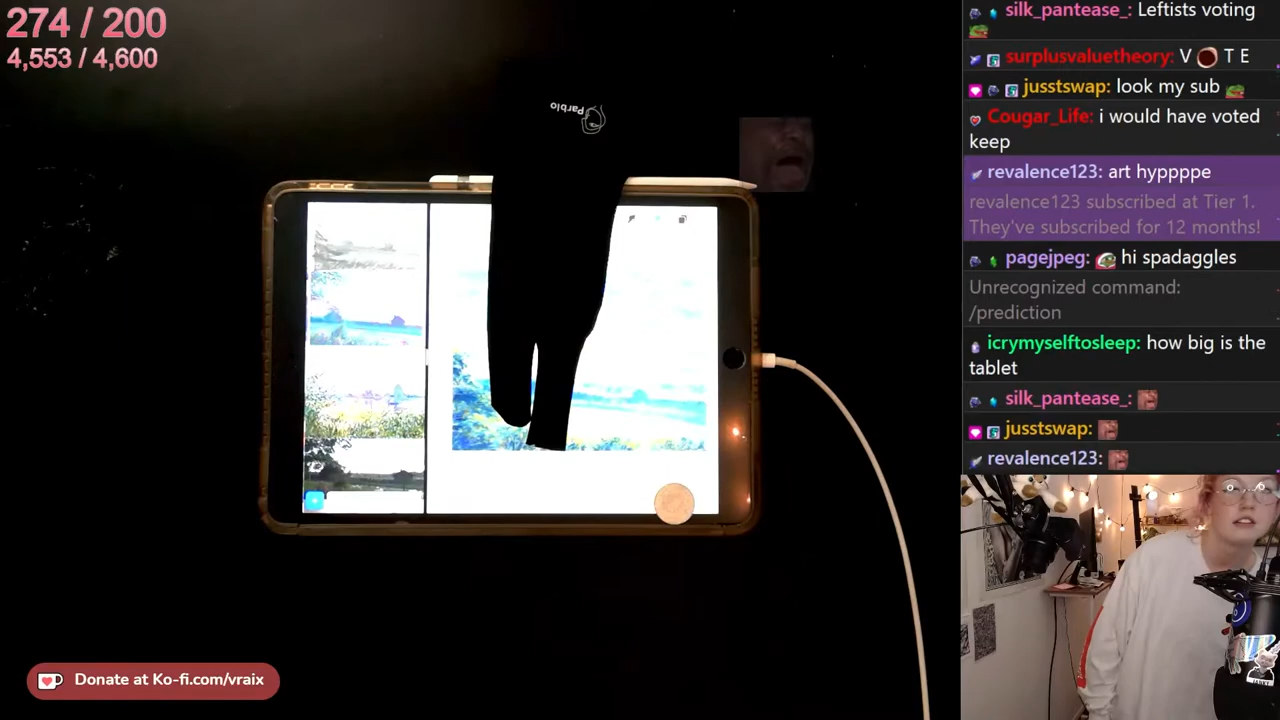 274 / 200
4,553 / 4,600
Parblo
Donate at Ko-fi.com/vraix
silk_pantease_: Leftists voting
surplusvaluetheory: V O T E
jusstswap: look my sub
Cougar_Life: i would have voted
keep
revalence123: art hyppppe
revalence123 subscribed at Tier 1.
They've subscribed for 12 months!
pagejpeg: hi spadaggles
Unrecognized command:
/prediction
icrymyselftosleep: how big is the
tablet
silk_pantease_:
jusstswap:
revalence123: